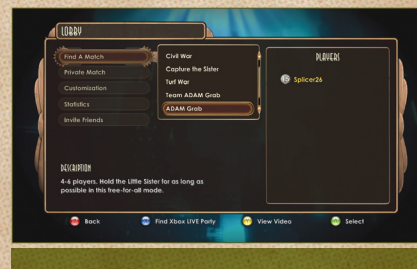 LOBBY
Find A Match
Private Match
Customization
Statistics
Invite Friends
Civil War
Capture the Sister
Turf War
Team ADAM Grab
ADAM Grab
PLAYERS
Splicer26
DESCRIPTION
4-6 players. Hold the Little Sister for as long as
possible in this free-for-all mode.
Back
Find Xbox LIVE Party
View Video
Select